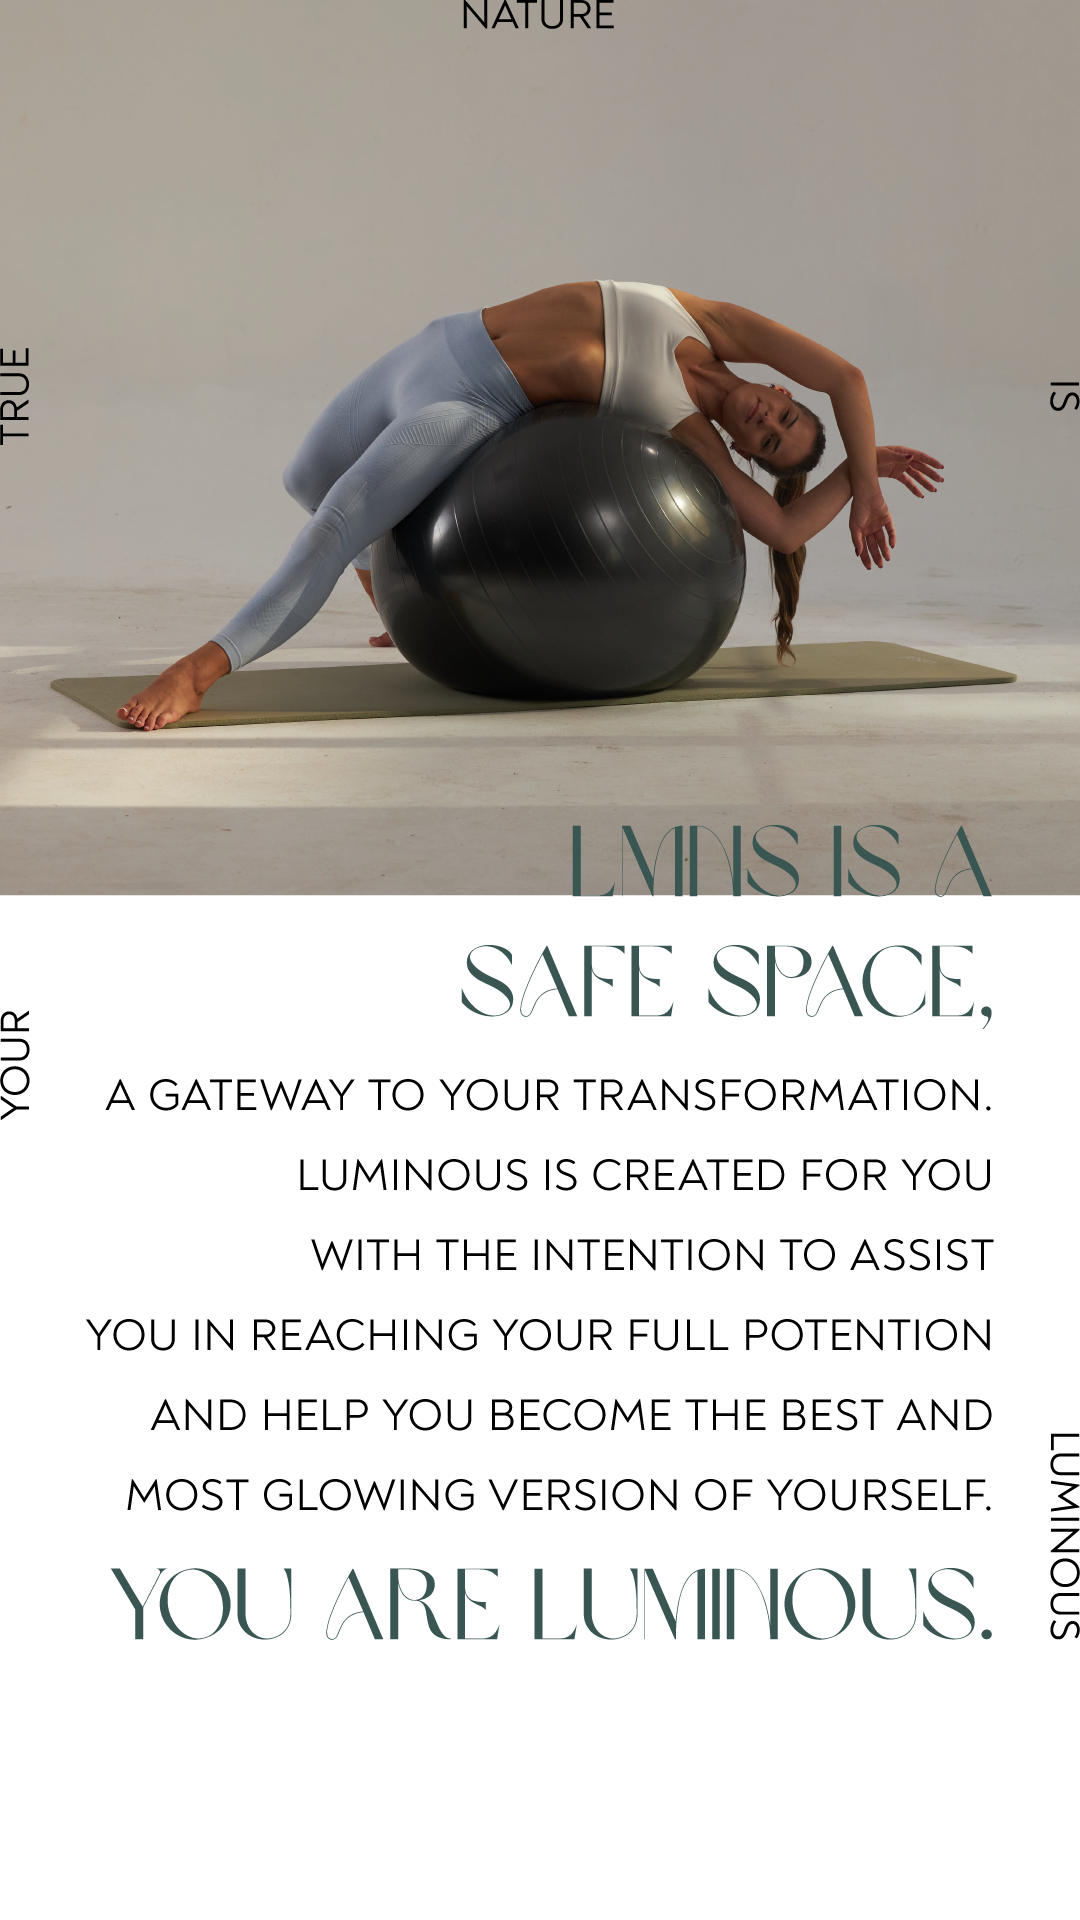 YOUR
TRUE
NATURE
IS
LUMINOUS
LMNS IS A
SAFE SPACE,
A GATEWAY TO YOUR TRANSFORMATION.
LUMINOUS IS CREATED FOR YOU
WITH THE INTENTION TO ASSIST
YOU IN REACHING YOUR FULL POTENTION
AND HELP YOU BECOME THE BEST AND
MOST GLOWING VERSION OF YOURSELF.
YOU ARE LUMINOUS.